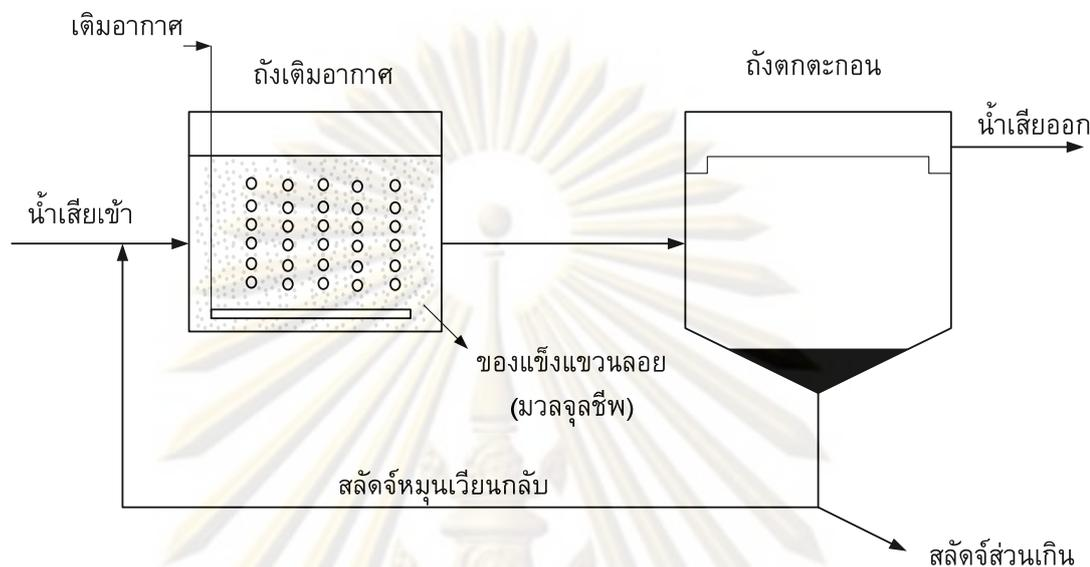 เติมอากาศ
ถังเติมอากาศ
ถังตกตะกอน
น้ำเสียออก
น้ำเสียเข้า
ของแข็งแขวนลอย
(มวลจุลชีพ)
สลัดจ์หมุนเวียนกลับ
สลัดจ์ส่วนเกิน